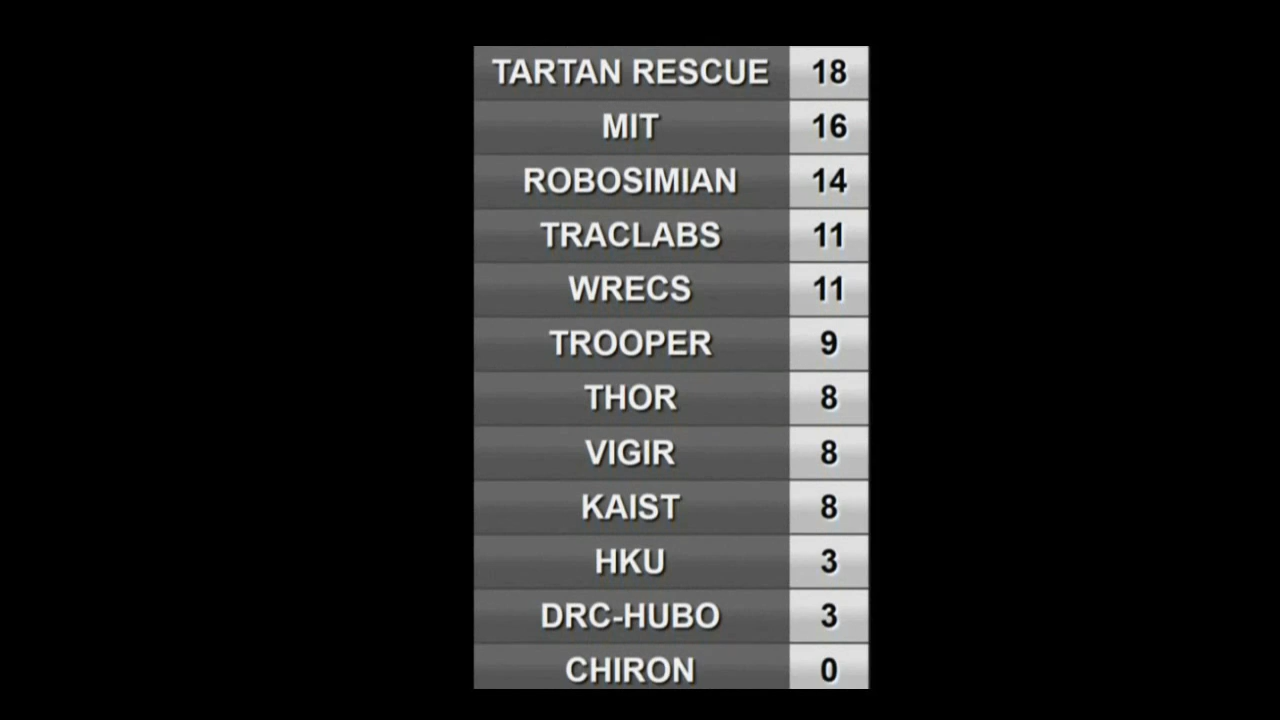 TARTAN RESCUE 18
MIT 16
ROBOSIMIAN 14
TRACLABS 11
WRECS 11
TROOPER 9
THOR 8
VIGIR 8
KAIST 8
HKU 3
DRC-HUBO 3
CHIRON 0